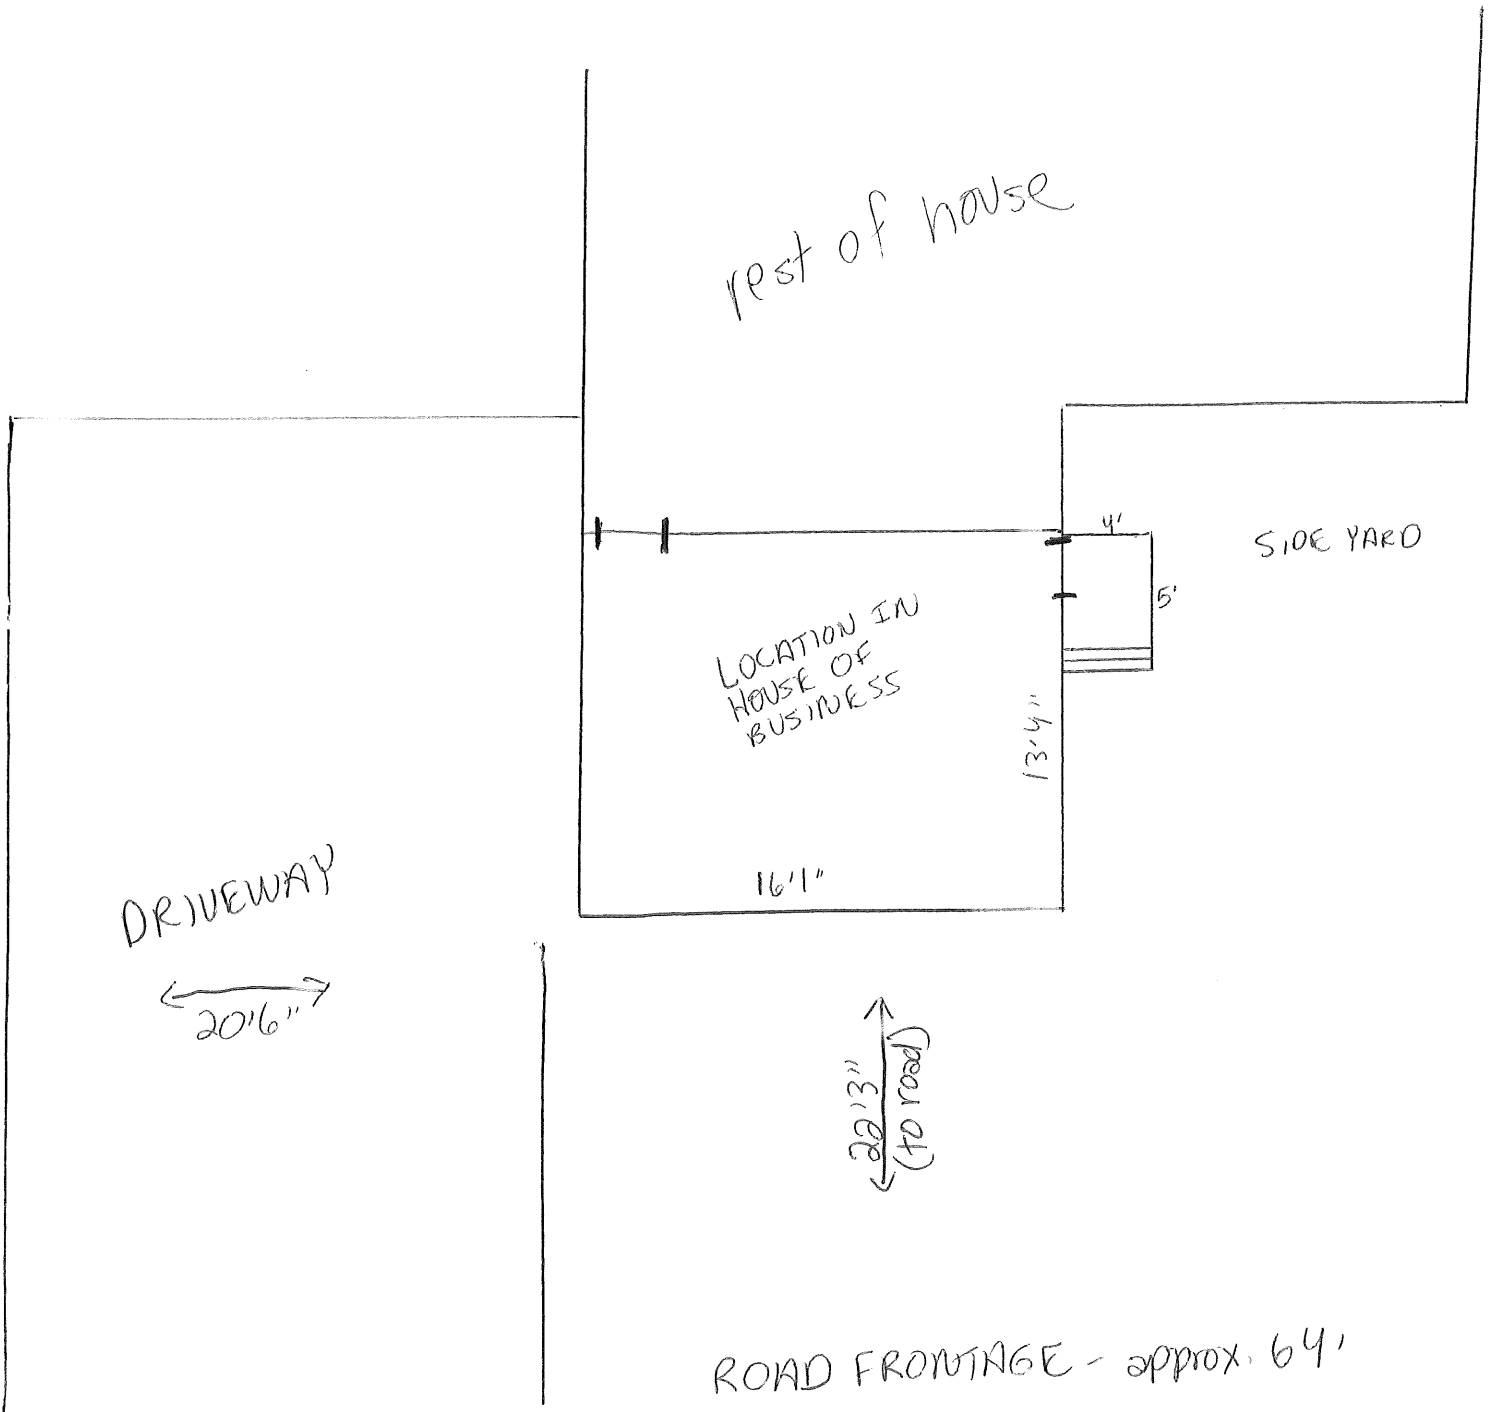 rest of house
4'
SIDE YARD
5'
LOCATION IN
HOUSE OF
BUSINESS
13'4"
16'1"
DRIVEWAY
20'6"
22'3"
(to road)
ROAD FRONTAGE - approx. 64'